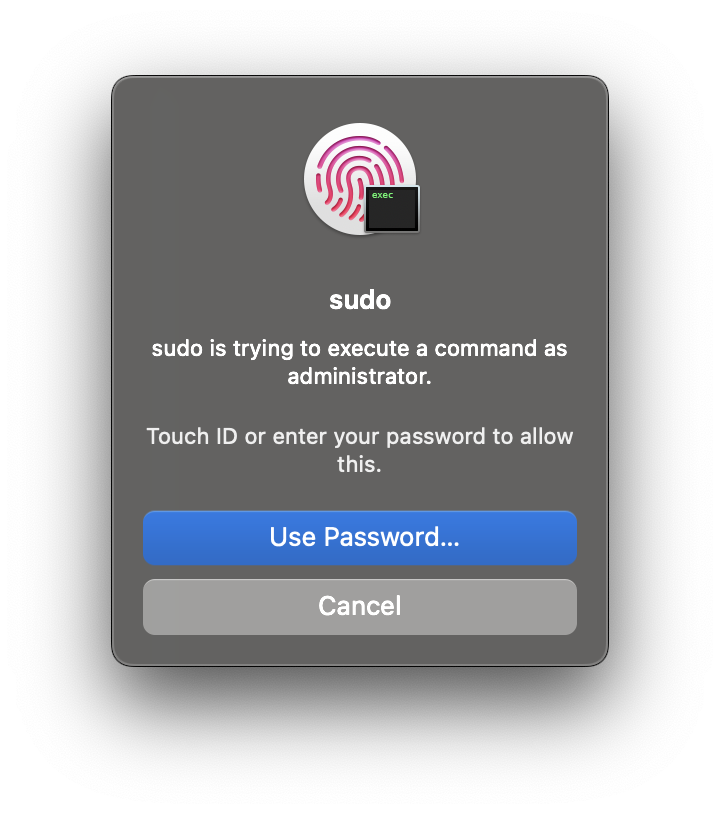 exec
sudo
sudo is trying to execute a command as
administrator.
Touch ID or enter your password to allow
this.
Use Password...
Cancel